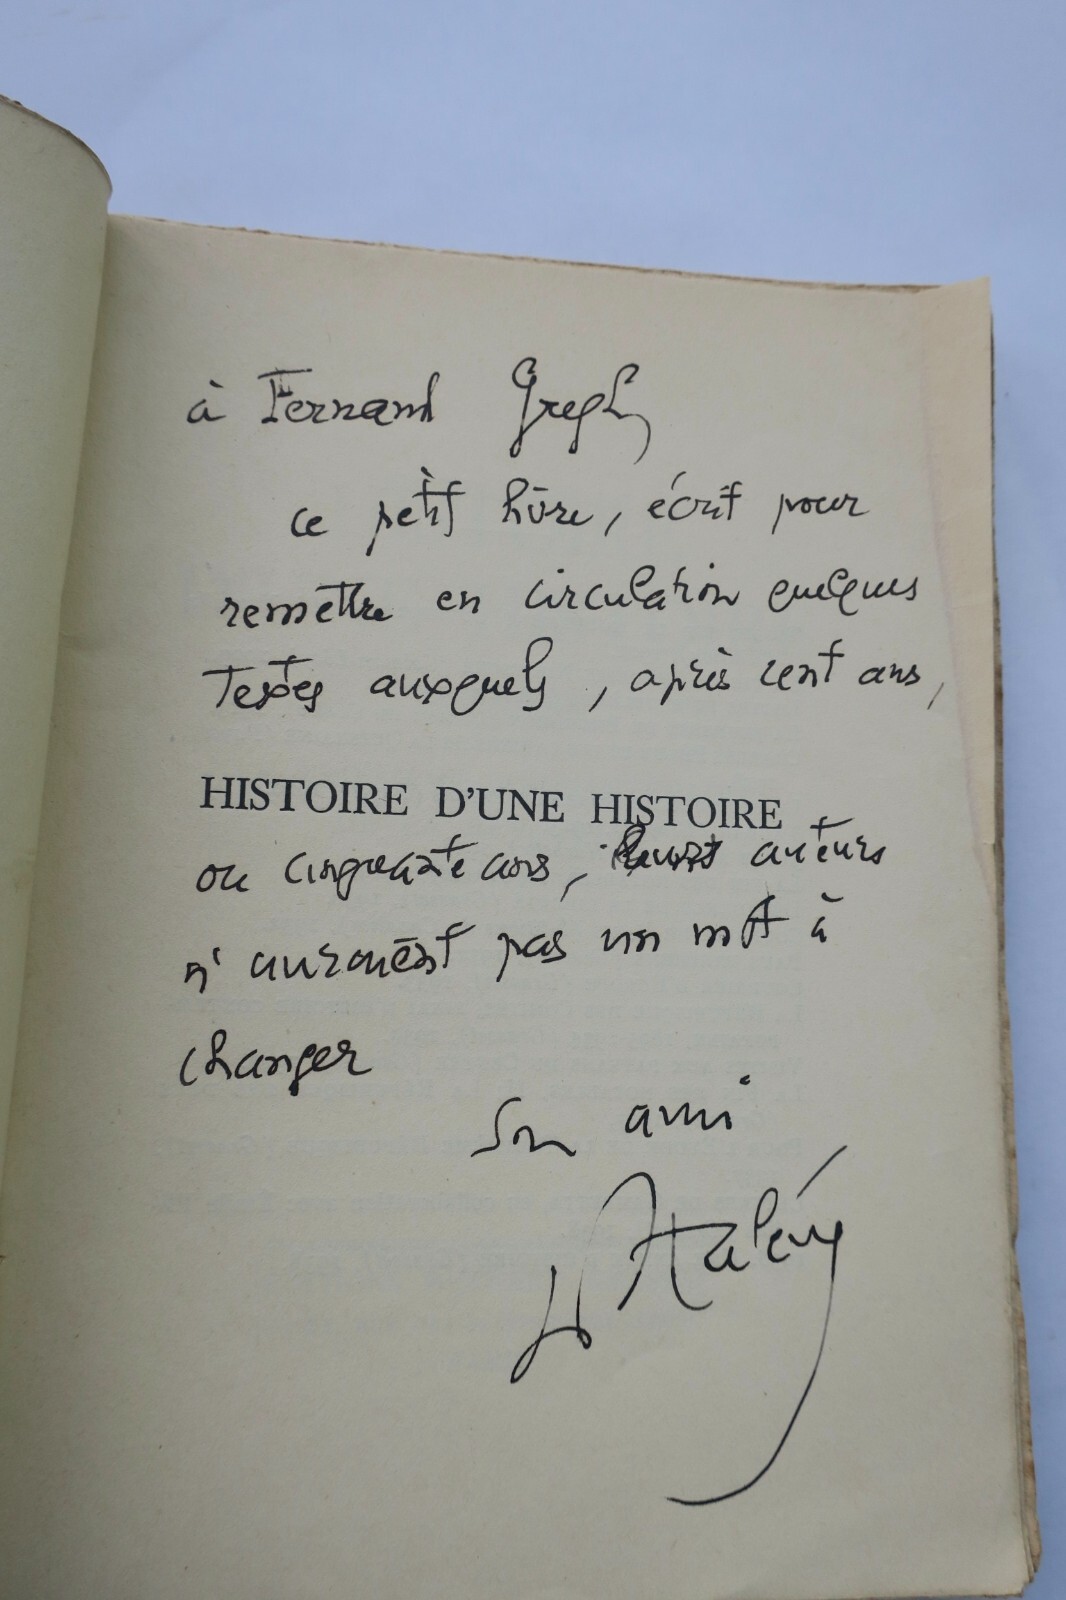 à Fernand Gregh
ce petit livre, écrit pour
remettre en circulation quelques
textes auxquels, après cent ans,
HISTOIRE D'UNE HISTOIRE
ou cinquante ans, leurs auteurs
n'auraient pas un mot à
changer
Son ami
D Halévy